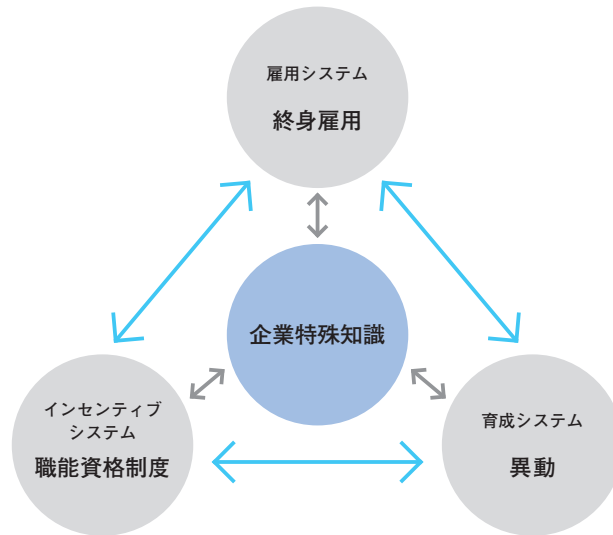 雇用システム
終身雇用
企業特殊知識
インセンティブ
システム
職能資格制度
育成システム
異動